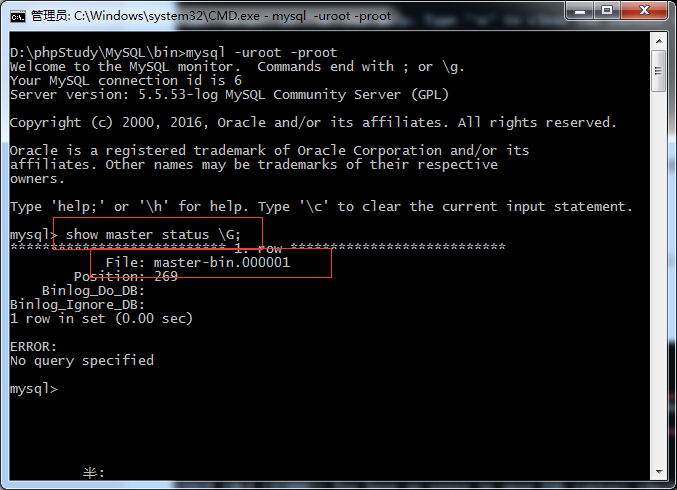 管理员: C:\Windows\system32\CMD.exe - mysql -uroot -proot
D:\phpStudy\MySQL\bin>mysql -uroot -proot
Welcome to the MySQL monitor.  Commands end with ; or \g.
Your MySQL connection id is 6
Server version: 5.5.53-log MySQL Community Server (GPL)
Copyright (c) 2000, 2016, Oracle and/or its affiliates. All rights reserved.
Oracle is a registered trademark of Oracle Corporation and/or its
affiliates. Other names may be trademarks of their respective
owners.
Type 'help;' or '\h' for help. Type '\c' to clear the current input statement.
mysql> show master status \G;
*************************** 1. row ***************************
File: master-bin.000001
Position: 269
Binlog_Do_DB:
Binlog_Ignore_DB:
1 row in set (0.00 sec)
ERROR:
No query specified
mysql>
半: